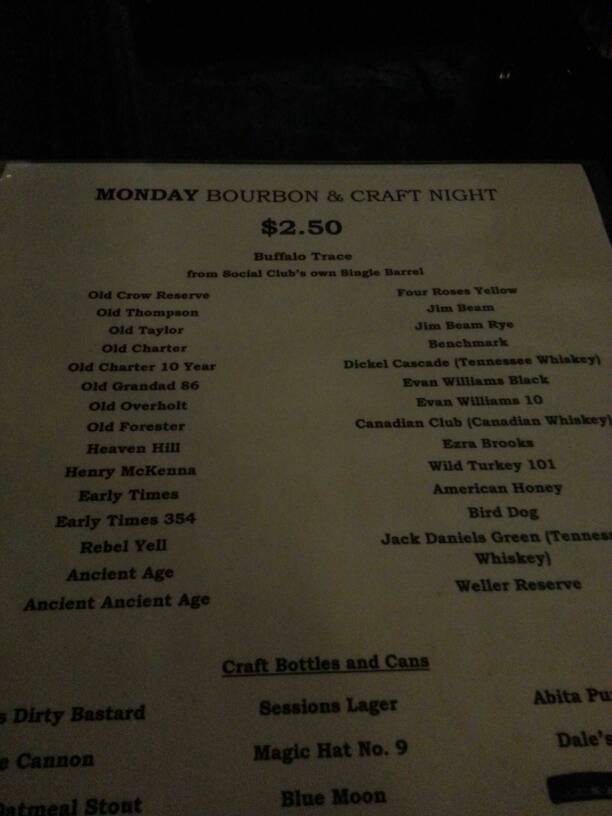 MONDAY BOURBON & CRAFT NIGHT
$2.50
Buffalo Trace
from Social Club's own Single Barrel
Old Crow Reserve
Old Thompson
Old Taylor
Old Charter
Old Charter 10 Year
Old Grandad 86
Old Overholt
Old Forester
Heaven Hill
Henry McKenna
Early Times
Early Times 354
Rebel Yell
Ancient Age
Ancient Ancient Age
Four Roses Yellow
Jim Beam
Jim Beam Rye
Benchmark
Dickel Cascade (Tennessee Whiskey)
Evan Williams Black
Evan Williams 10
Canadian Club (Canadian Whiskey)
Ezra Brooks
Wild Turkey 101
American Honey
Bird Dog
Jack Daniels Green (Tennes
Whiskey)
Weller Reserve
Craft Bottles and Cans
s Dirty Bastard
e Cannon
Oatmeal Stout
Sessions Lager
Magic Hat No. 9
Blue Moon
Abita Pu
Dale's